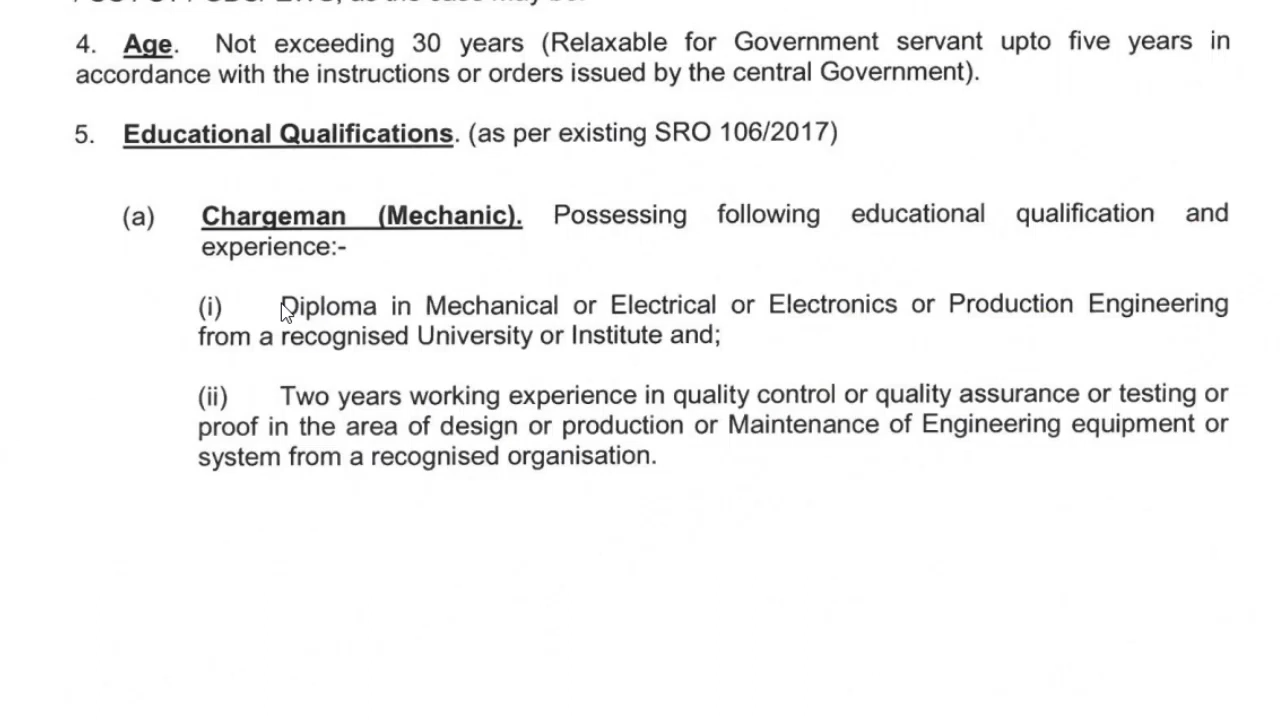 4. Age. Not exceeding 30 years (Relaxable for Government servant upto five years in
accordance with the instructions or orders issued by the central Government).
5. Educational Qualifications. (as per existing SRO 106/2017)
(a) Chargeman (Mechanic). Possessing following educational qualification and
experience:-
(i) Diploma in Mechanical or Electrical or Electronics or Production Engineering
from a recognised University or Institute and;
(ii) Two years working experience in quality control or quality assurance or testing or
proof in the area of design or production or Maintenance of Engineering equipment or
system from a recognised organisation.